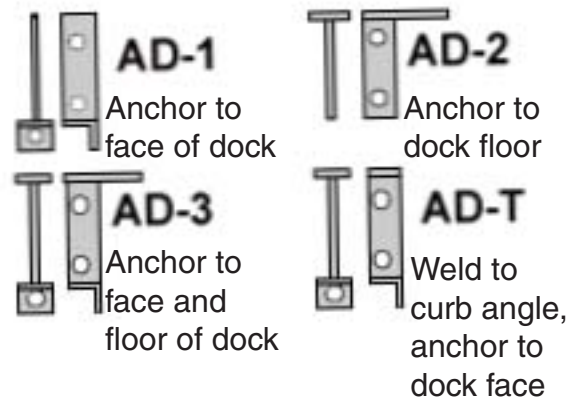 AD-1
Anchor to
face of dock
AD-2
Anchor to
dock floor
AD-3
Anchor to
face and
floor of dock
AD-T
Weld to
curb angle,
anchor to
dock face